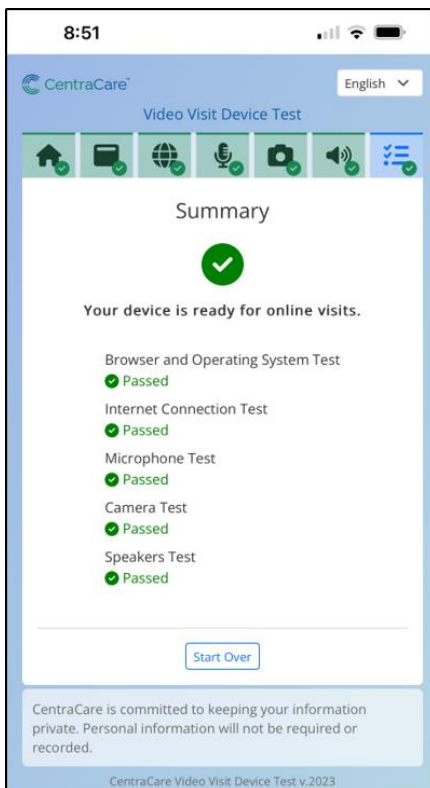 8:51
CentraCare™
English
Video Visit Device Test
Summary
Your device is ready for online visits.
Browser and Operating System Test
Passed
Internet Connection Test
Passed
Microphone Test
Passed
Camera Test
Passed
Speakers Test
Passed
Start Over
CentraCare is committed to keeping your information
private. Personal information will not be required or
recorded.
CentraCare Video Visit Device Test v.2023